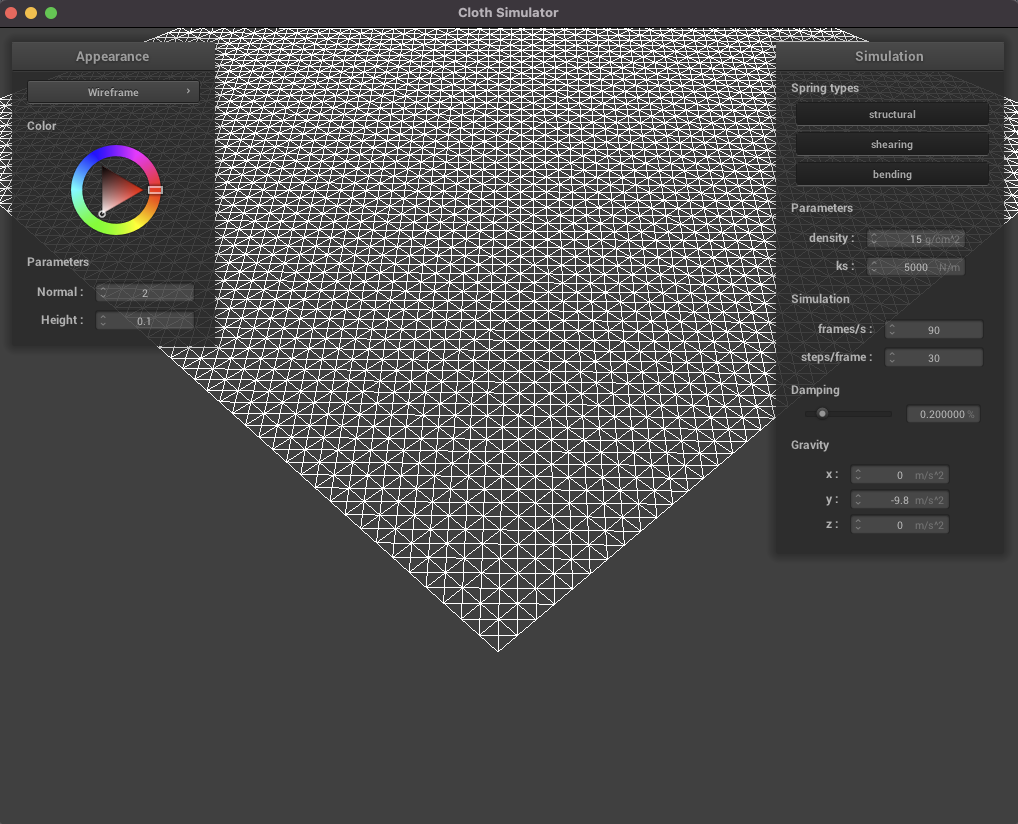 Cloth Simulator
Appearance
Wireframe
Color
Parameters
Normal : 2
Height : 0.1
Simulation
Spring types
structural
shearing
bending
Parameters
density : 15 g/cm^2
ks : 5000 N/m
Simulation
frames/s : 90
steps/frame : 30
Damping
0.200000 %
Gravity
x : 0 m/s^2
y : -9.8 m/s^2
z : 0 m/s^2